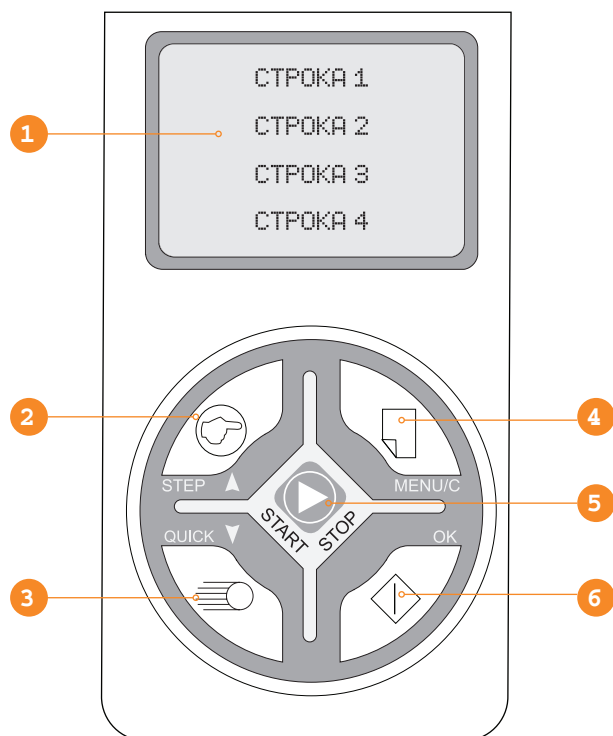 СТРОКА 1
1
СТРОКА 2
СТРОКА 3
СТРОКА 4
2
4
STEP
MENU/C
5
START
STOP
QUICK
OK
3
6